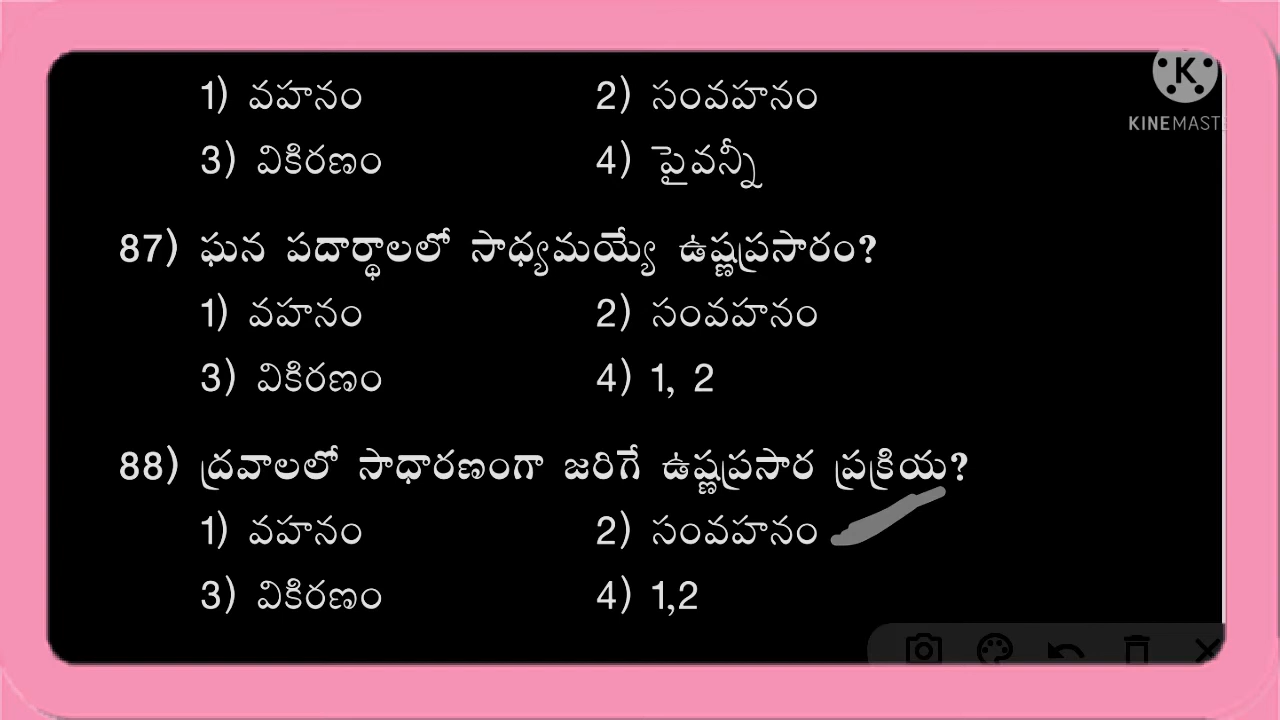 1) వహనం 2) సంవహనం
KINEMASTE
3) వికిరణం 4) పైవన్నీ
87) ఘన పదార్థాలలో సాధ్యమయ్యే ఉష్ణప్రసారం?
1) వహనం 2) సంవహనం
3) వికిరణం 4) 1, 2
88) ద్రవాలలో సాధారణంగా జరిగే ఉష్ణప్రసార ప్రక్రియ?
1) వహనం 2) సంవహనం
3) వికిరణం 4) 1,2